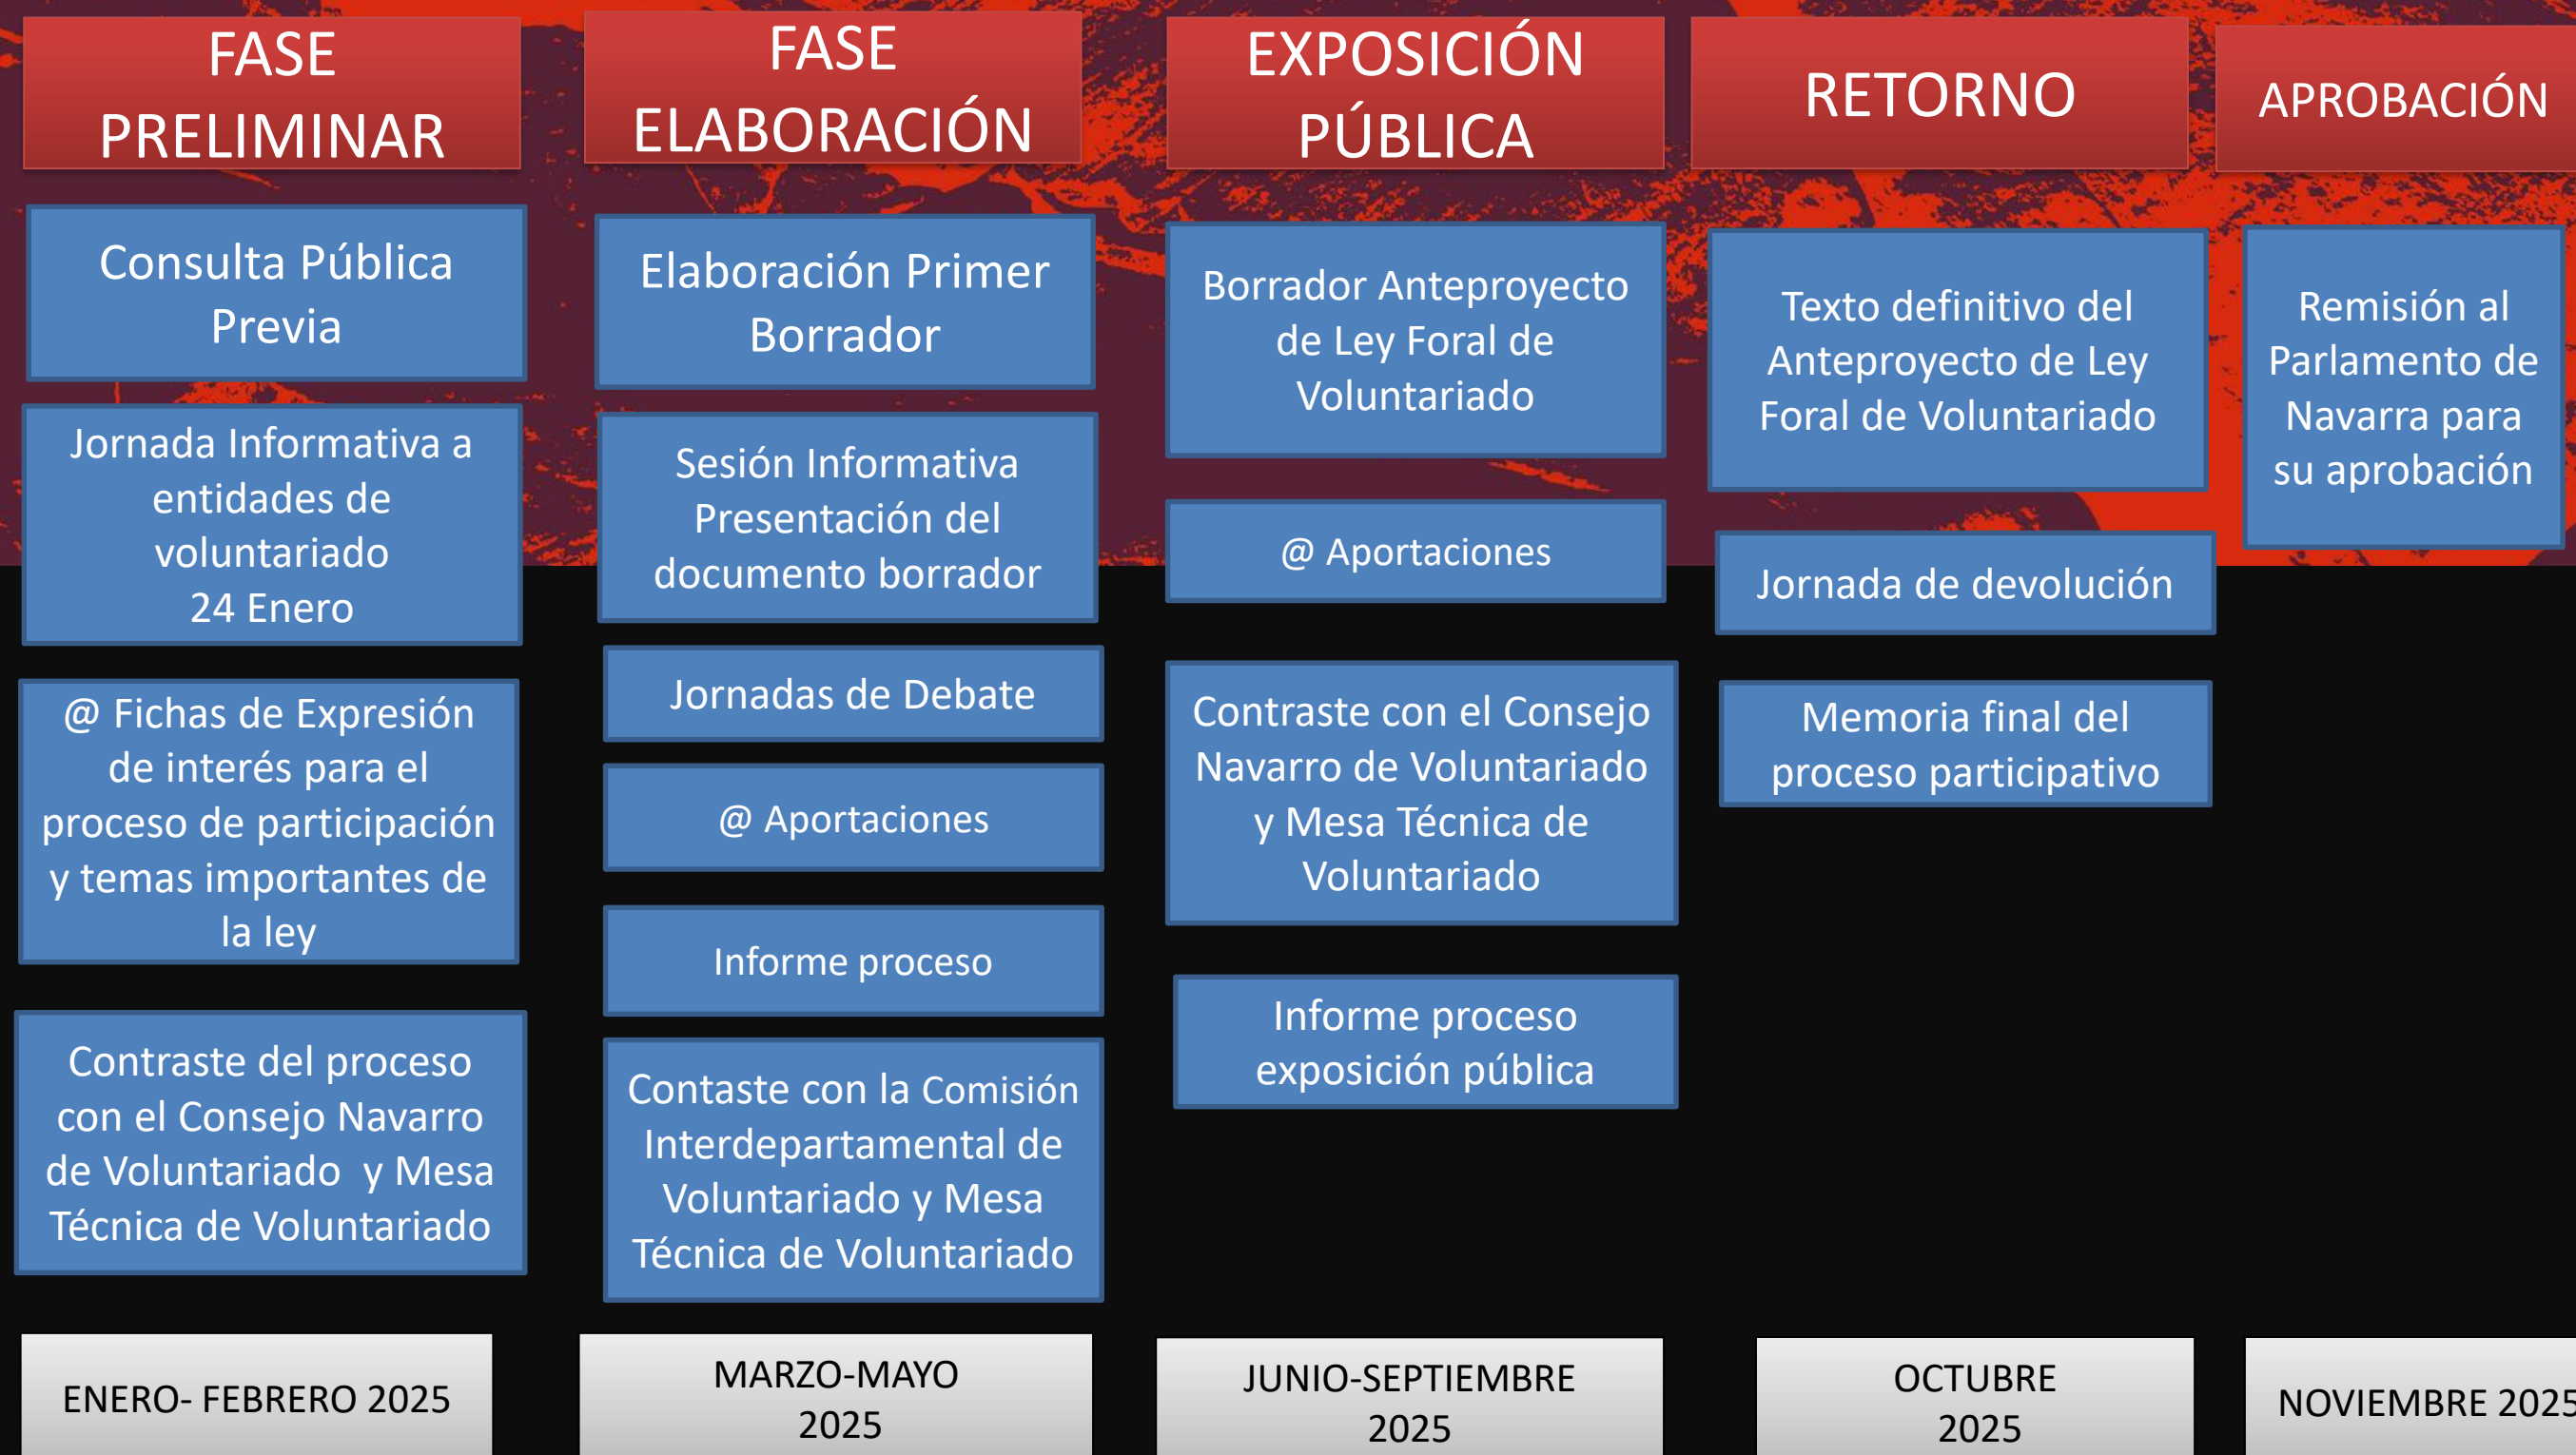 FASE
PRELIMINAR
Consulta Pública
Previa
Jornada Informativa a
entidades de
voluntariado
24 Enero
@ Fichas de Expresión
de interés para el
proceso de participación
y temas importantes de
la ley
Contraste del proceso
con el Consejo Navarro
de Voluntariado y Mesa
Técnica de Voluntariado
ENERO- FEBRERO 2025
FASE
ELABORACIÓN
Elaboración Primer
Borrador
Sesión Informativa
Presentación del
documento borrador
Jornadas de Debate
@ Aportaciones
Informe proceso
Contaste con la Comisión
Interdepartamental de
Voluntariado y Mesa
Técnica de Voluntariado
MARZO-MAYO
2025
EXPOSICIÓN
PÚBLICA
Borrador Anteproyecto
de Ley Foral de
Voluntariado
@ Aportaciones
Contraste con el Consejo
Navarro de Voluntariado
y Mesa Técnica de
Voluntariado
Informe proceso
exposición pública
JUNIO-SEPTIEMBRE
2025
RETORNO
Texto definitivo del
Anteproyecto de Ley
Foral de Voluntariado
Jornada de devolución
Memoria final del
proceso participativo
OCTUBRE
2025
APROBACIÓN
Remisión al
Parlamento de
Navarra para
su aprobación
NOVIEMBRE 2025